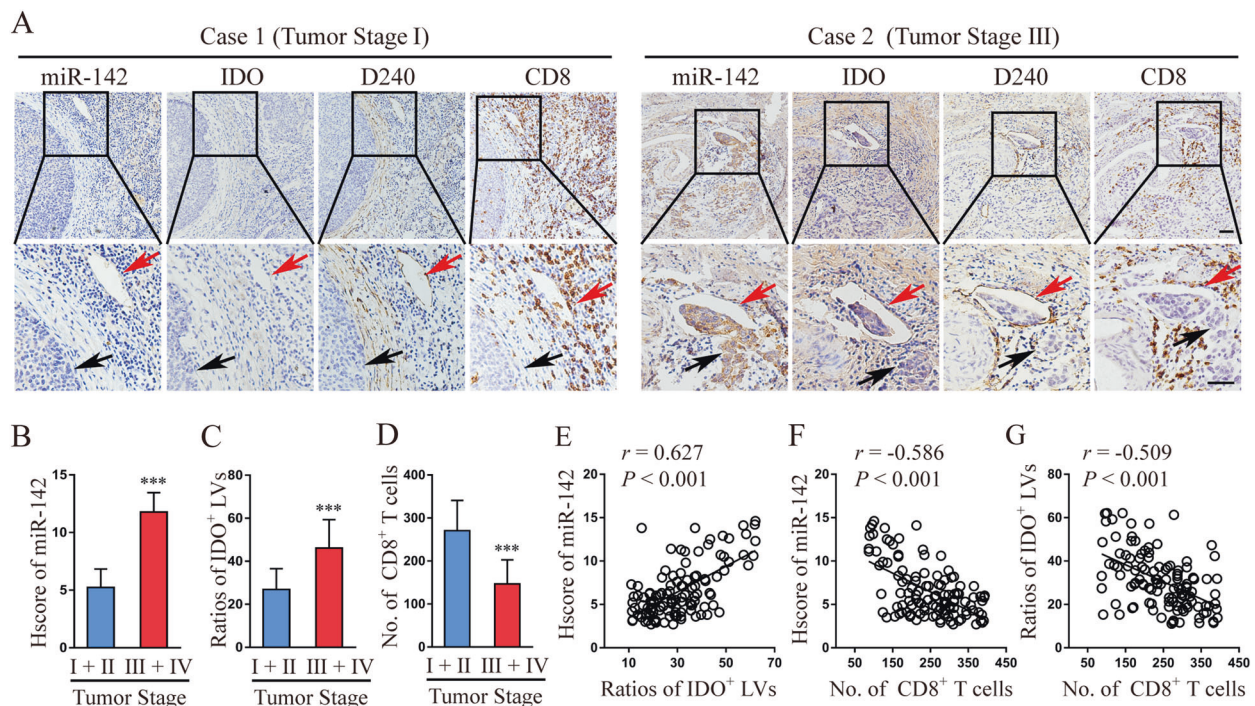 A
Case 1 (Tumor Stage I)
Case 2 (Tumor Stage III)
miR-142 IDO D240 CD8
miR-142 IDO D240 CD8
B
Hscore of miR-142
15
10
5
0
***
I + II III + IV
Tumor Stage
C
Ratios of IDO⁺ LVs
80
60
40
20
0
***
I + II III + IV
Tumor Stage
D
No. of CD8⁺ T cells
400
300
200
100
0
***
I + II III + IV
Tumor Stage
E
r = 0.627
P < 0.001
Hscore of miR-142
20
15
10
5
0
10 30 50 70
Ratios of IDO⁺ LVs
F
r = -0.586
P < 0.001
Hscore of miR-142
20
15
10
5
0
50 150 250 350 450
No. of CD8⁺ T cells
G
r = -0.509
P < 0.001
Ratios of IDO⁺ LVs
80
60
40
20
0
50 150 250 350 450
No. of CD8⁺ T cells